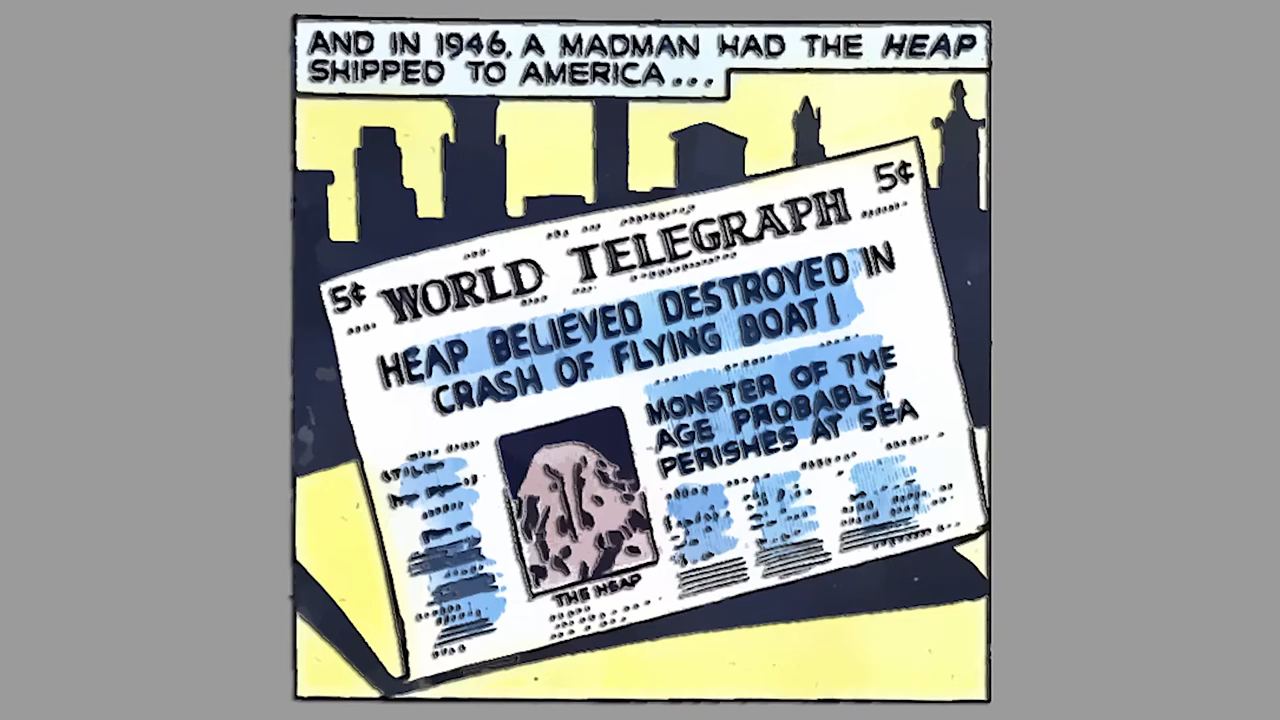 AND IN 1946, A MADMAN HAD THE HEAP
SHIPPED TO AMERICA...
5¢
WORLD TELEGRAPH
5¢
HEAP BELIEVED DESTROYED IN
CRASH OF FLYING BOAT!
MONSTER OF THE
AGE PROBABLY
PERISHES AT SEA
THE HEAP